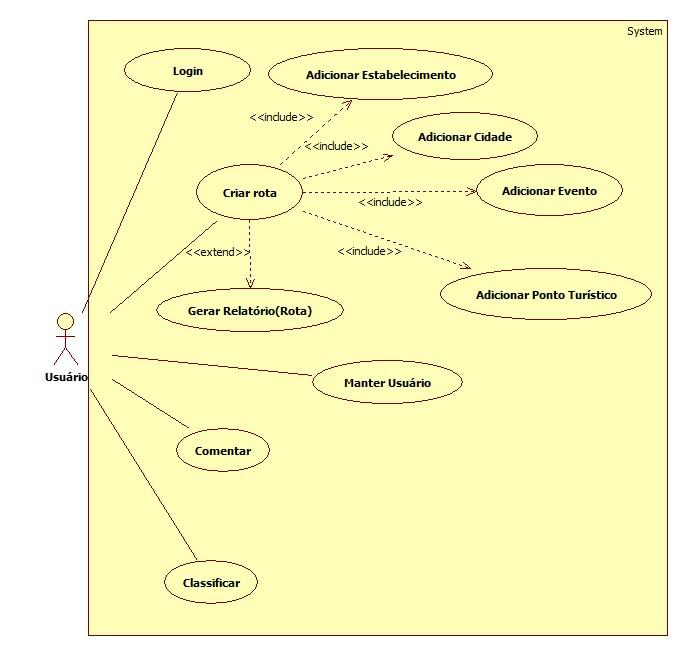 System
Login
Adicionar Estabelecimento
<<include>>
Adicionar Cidade
<<include>>
Criar rota
Adicionar Evento
<<include>>
<<extend>>
<<include>>
Adicionar Ponto Turístico
Gerar Relatório(Rota)
Usuário
Manter Usuário
Comentar
Classificar